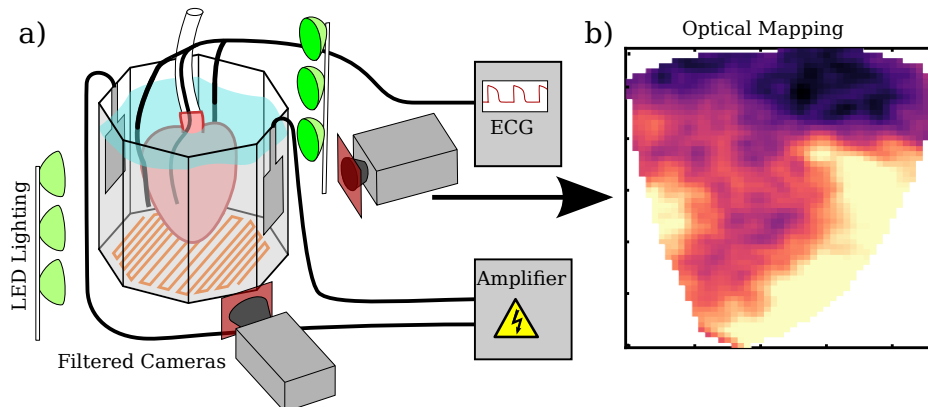 a)
LED Lighting
ECG
Amplifier
Filtered Cameras
b)
Optical Mapping